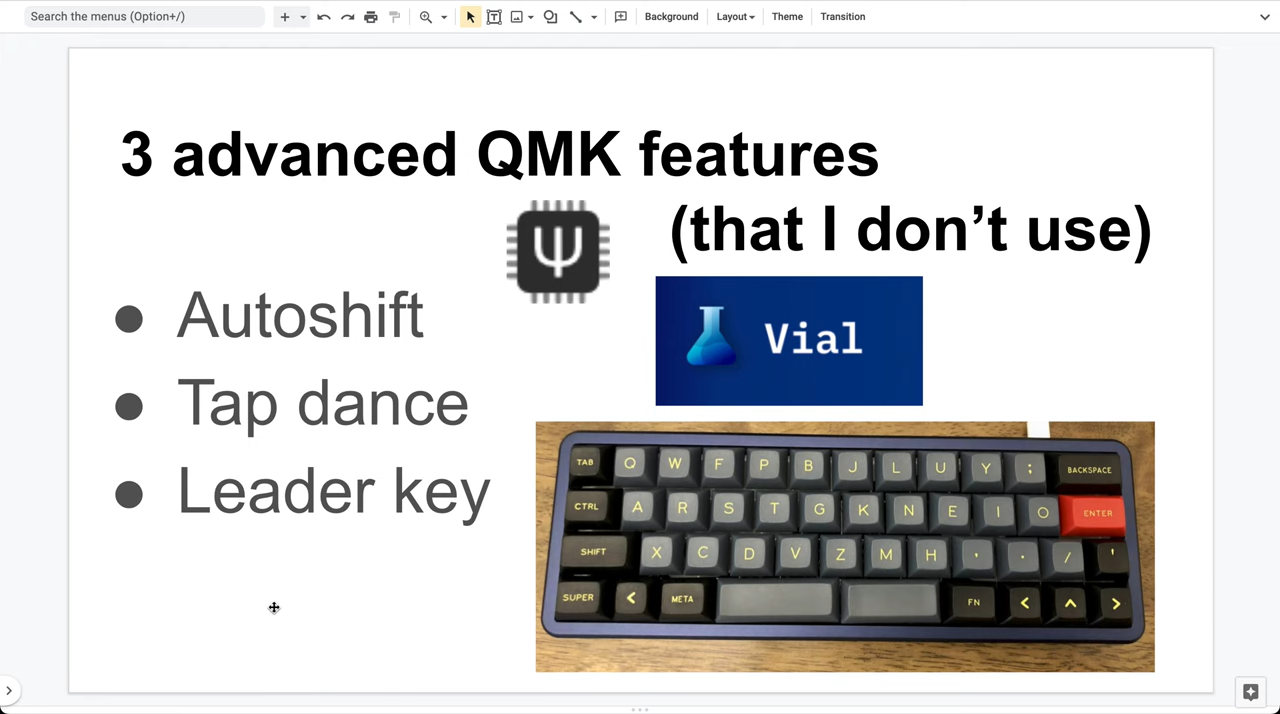 Search the menus (Option+/)
Background
Layout
Theme
Transition
3 advanced QMK features
(that I don’t use)
● Autoshift
● Tap dance
● Leader key
Ψ
Vial
TAB Q W F P B J L U Y ; BACKSPACE
CTRL A R S T G K N E I O ENTER
SHIFT X C D V Z M H , . / '
SUPER < META FN < ^ >